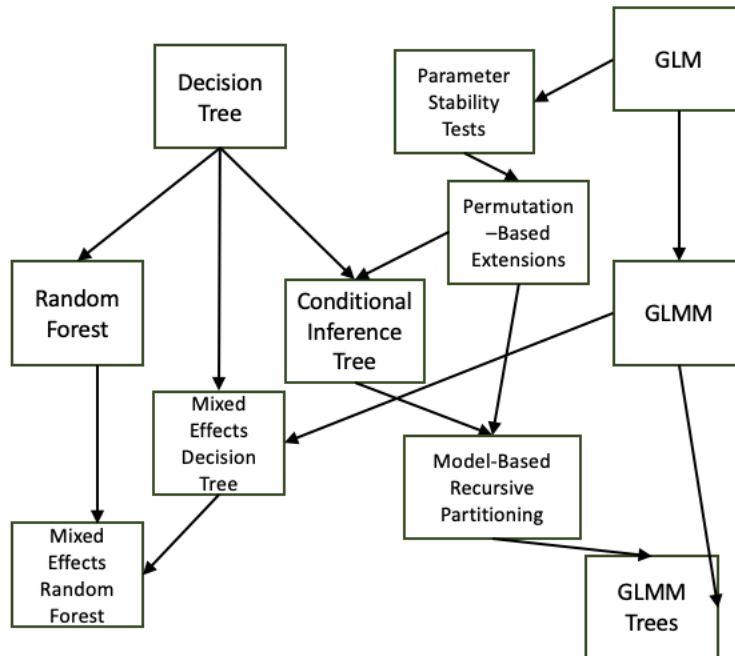 GLM
Decision
Tree
Parameter
Stability
Tests
Permutation
–Based
Extensions
Random
Forest
Conditional
Inference
Tree
GLMM
Mixed
Effects
Decision
Tree
Model-Based
Recursive
Partitioning
Mixed
Effects
Random
Forest
GLMM
Trees